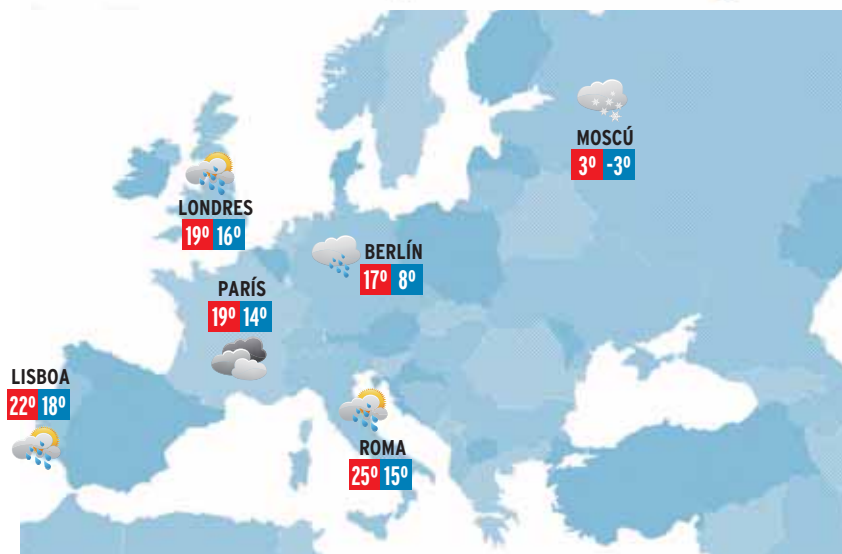 MOSCÚ
3º -3º
LONDRES
19º 16º
BERLÍN
17º 8º
PARÍS
19º 14º
LISBOA
22º 18º
ROMA
25º 15º